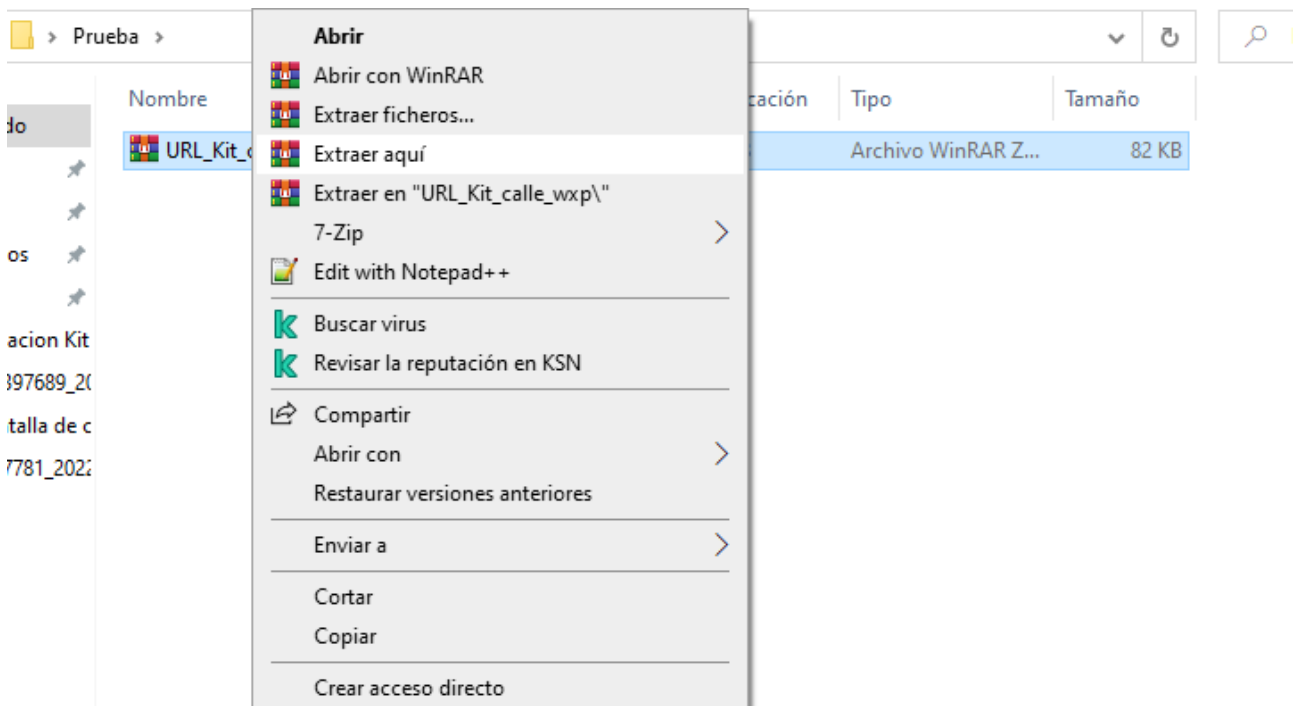 Prueba
Nombre
Tipo
Tamaño
URL_Kit_
Archivo WinRAR Z...
82 KB
Abrir
Abrir con WinRAR
Extraer ficheros...
Extraer aquí
Extraer en "URL_Kit_calle_wxp\"
7-Zip
Edit with Notepad++
Buscar virus
Revisar la reputación en KSN
Compartir
Abrir con
Restaurar versiones anteriores
Enviar a
Cortar
Copiar
Crear acceso directo
do
os
acion Kit
397689_20
talla de c
7781_2022